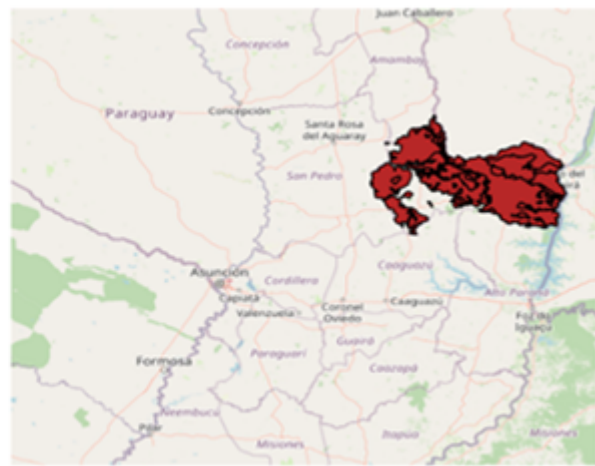 Juan Caballero
Concepción
Amambay
Paraguay
Concepción
Santa Rosa
del Aguaray
San Pedro
Asunción
Cordillera
Caaguazú
Capiatá
Valenzuela
Coronel
Oviedo
Caaguazú
Alto Paraná
Foz do
Iguaçu
Guairá
Paraguarí
Formosa
Caazapá
Ñeembucú
Pilar
Misiones
Itapúa
Misiones